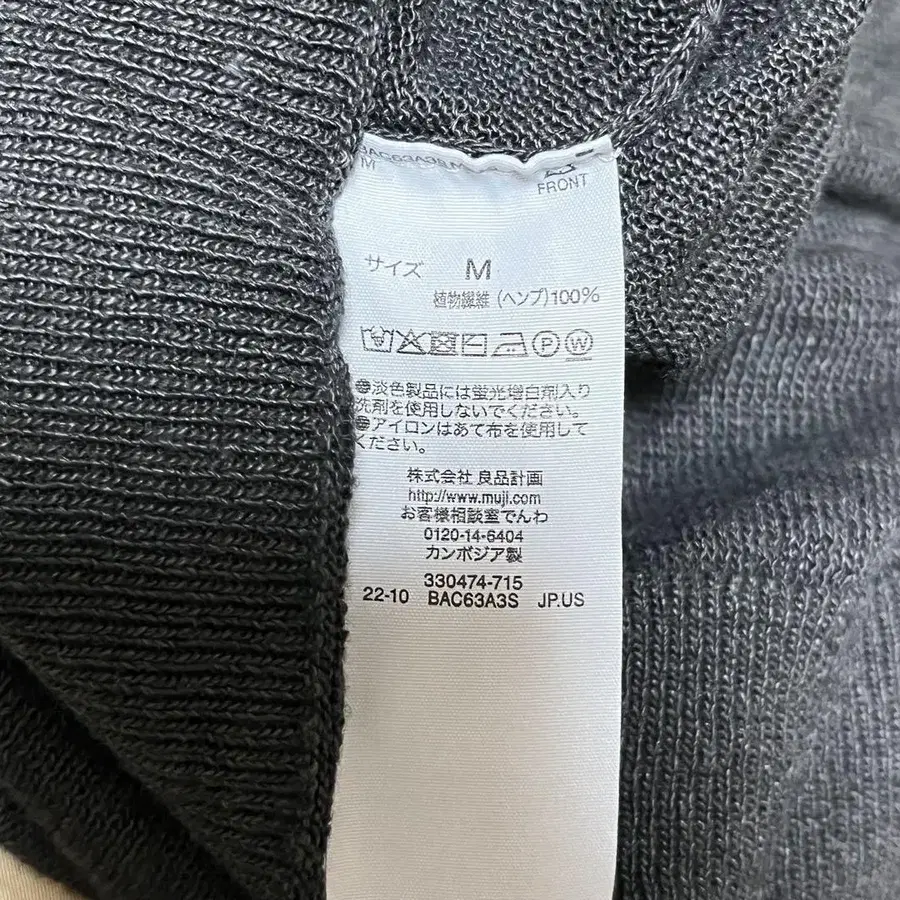 BAC63A3S M
M
FRONT
サイズ M
植物繊維 (ヘンプ)100%
P W
●淡色製品には蛍光増白剤入り
洗剤を使用しないでください。
●アイロンはあて布を使用して
ください。
株式会社 良品計画
http://www.muji.com
お客様相談室でんわ
0120-14-6404
カンボジア製
330474-715
22-10 BAC63A3S JP.US